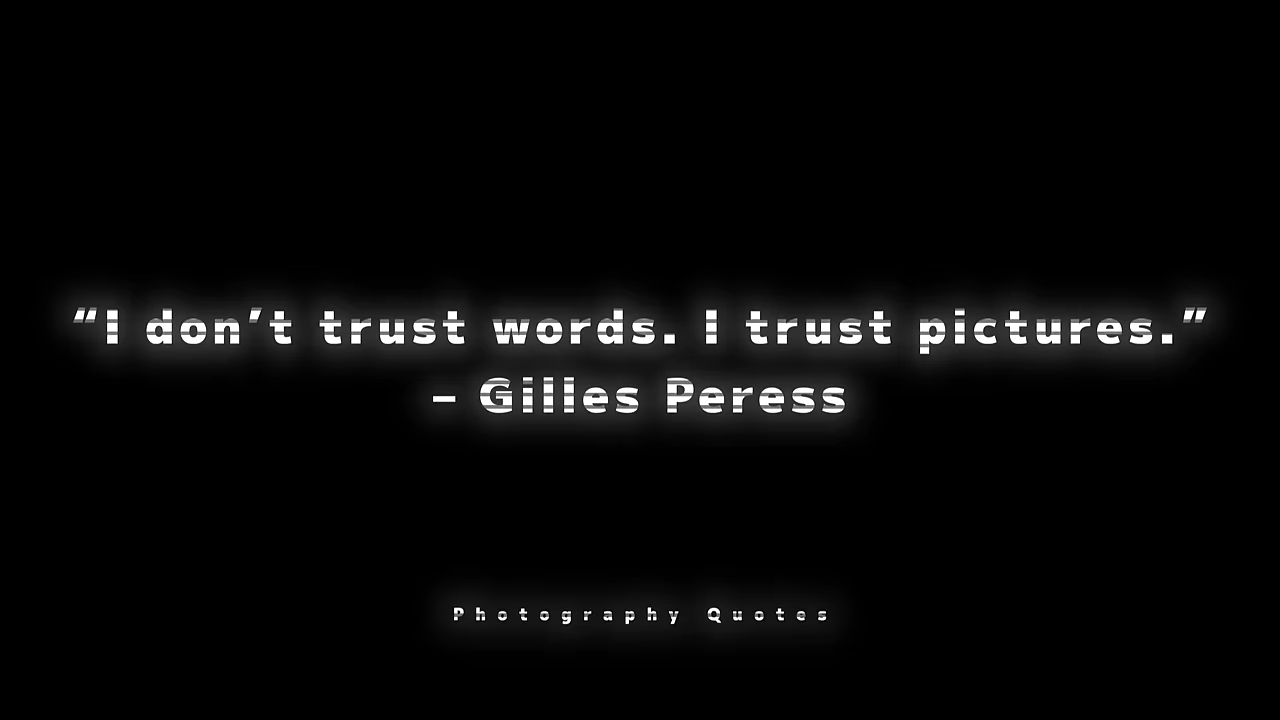 “I don’t trust words. I trust pictures.”
– Gilles Peress
Photography Quotes